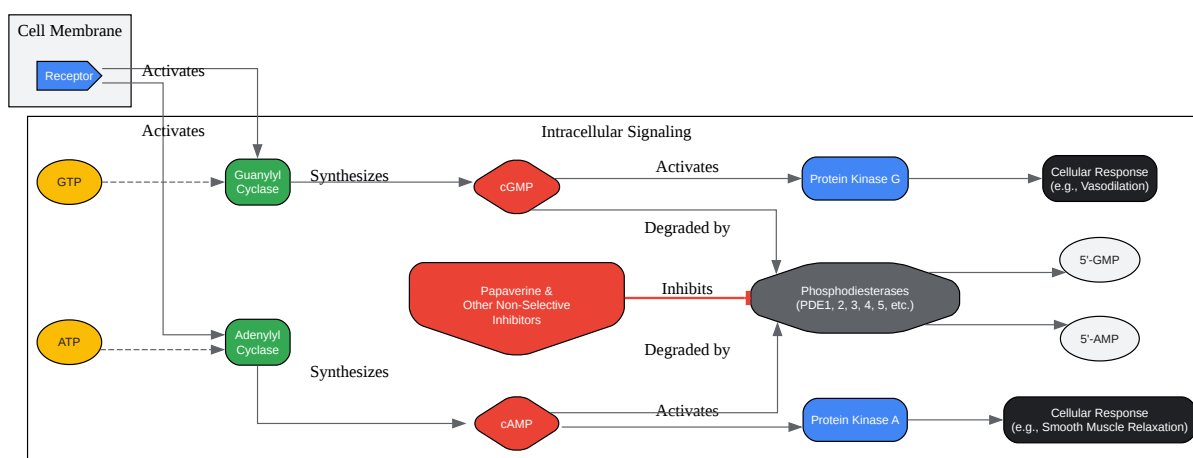 Cell Membrane
Receptor
Activates
Activates
Intracellular Signaling
GTP
Guanylyl
Cyclase
Synthesizes
cGMP
Activates
Protein Kinase G
Cellular Response
(e.g., Vasodilation)
Degraded by
5'-GMP
Papaverine &
Other Non-Selective
Inhibitors
Inhibits
Phosphodiesterases
(PDE1, 2, 3, 4, 5, etc.)
ATP
Adenylyl
Cyclase
Degraded by
5'-AMP
Synthesizes
cAMP
Activates
Protein Kinase A
Cellular Response
(e.g., Smooth Muscle Relaxation)